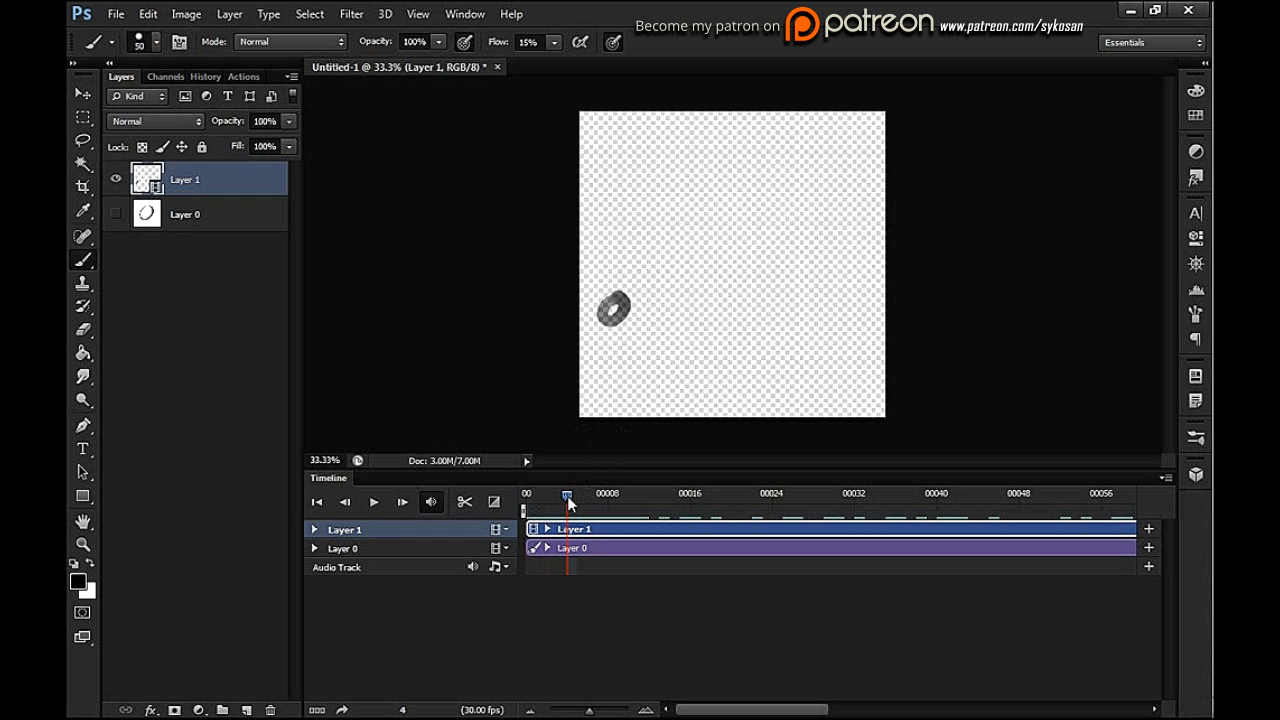 Ps File Edit Image Layer Type Select Filter 3D View Window Help
Become my patron on patreon www.patreon.com/sykosan
50 Mode: Normal Opacity: 100% Flow: 15% Essentials
Layers Channels History Actions
Untitled-1 @ 33.3% (Layer 1, RGB/8) * ×
Kind
Normal Opacity: 100%
Lock: Fill: 100%
Layer 1
Layer 0
33.33% Doc: 3.00M/7.00M
Timeline
00 00008 00016 00024 00032 00040 00048 00056
Layer 1 Layer 1
Layer 0 Layer 0
Audio Track
4 (30.00 fps)